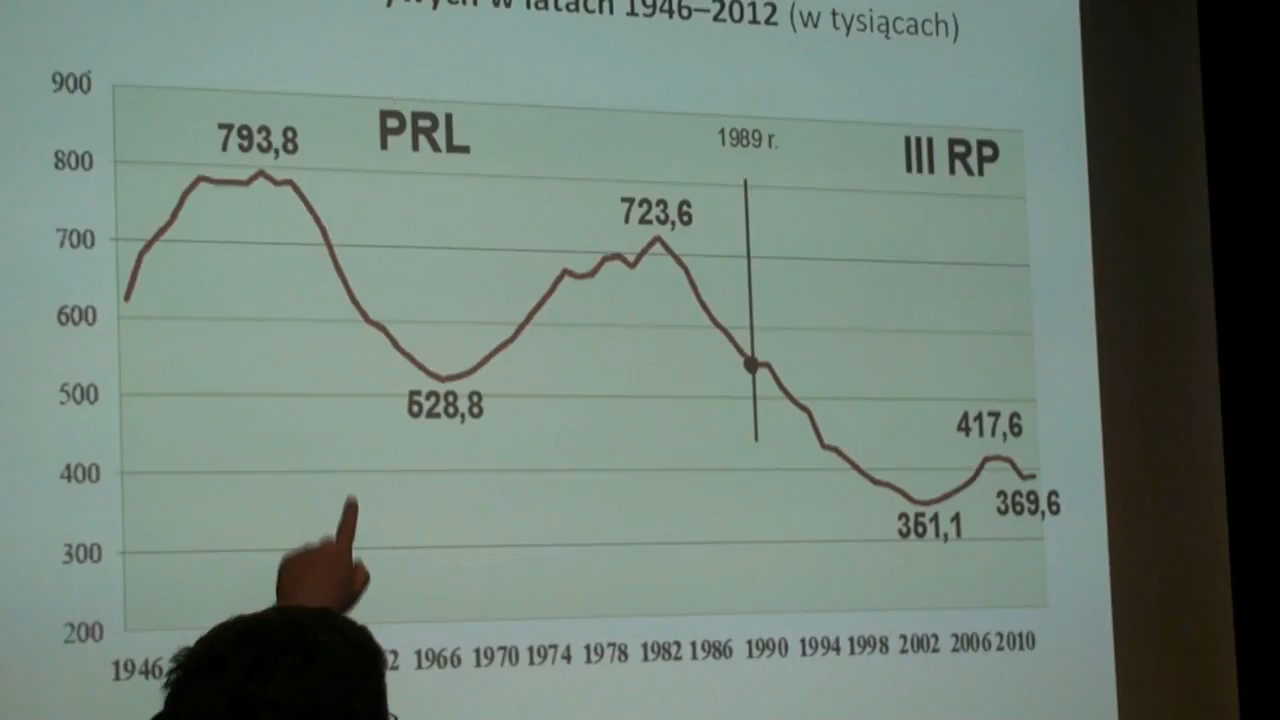 w latach 1946–2012 (w tysiącach)
900
793,8
PRL
1989 r.
III RP
800
723,6
700
600
500
528,8
417,6
400
369,6
351,1
300
200
1946 1966 1970 1974 1978 1982 1986 1990 1994 1998 2002 2006 2010